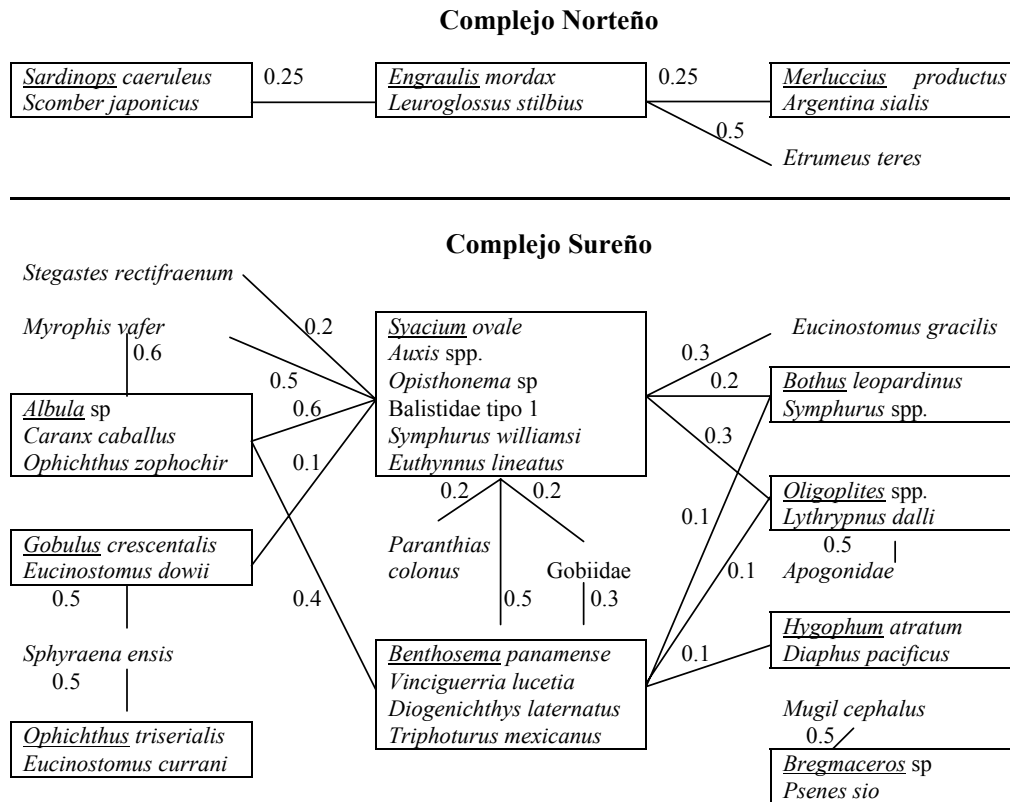 Complejo Norteño
Sardinops caeruleus
Scomber japonicus
0.25
Engraulis mordax
Leuroglossus stilbius
0.25
0.5
Merluccius productus
Argentina sialis
Etrumeus teres
Complejo Sureño
Stegastes rectifraenum
0.2
Myrophis vafer
0.6
0.5
Albula sp
Caranx caballus
Ophichthus zophochir
0.6
0.1
Gobulus crescentalis
Eucinostomus dowii
0.5
0.4
Sphyraena ensis
0.5
Ophichthus triserialis
Eucinostomus currani
Syacium ovale
Auxis spp.
Opisthonema sp
Balistidae tipo 1
Symphurus williamsi
Euthynnus lineatus
0.2
0.2
Paranthias
colonus
Gobiidae
0.5
0.3
Benthosema panamense
Vinciguerria lucetia
Diogenichthys laternatus
Triphoturus mexicanus
0.3
0.2
0.3
0.1
0.1
0.1
Eucinostomus gracilis
Bothus leopardinus
Symphurus spp.
Oligoplites spp.
Lythrypnus dalli
0.5
Apogonidae
Hygophum atratum
Diaphus pacificus
Mugil cephalus
0.5
Bregmaceros sp
Psenes sio